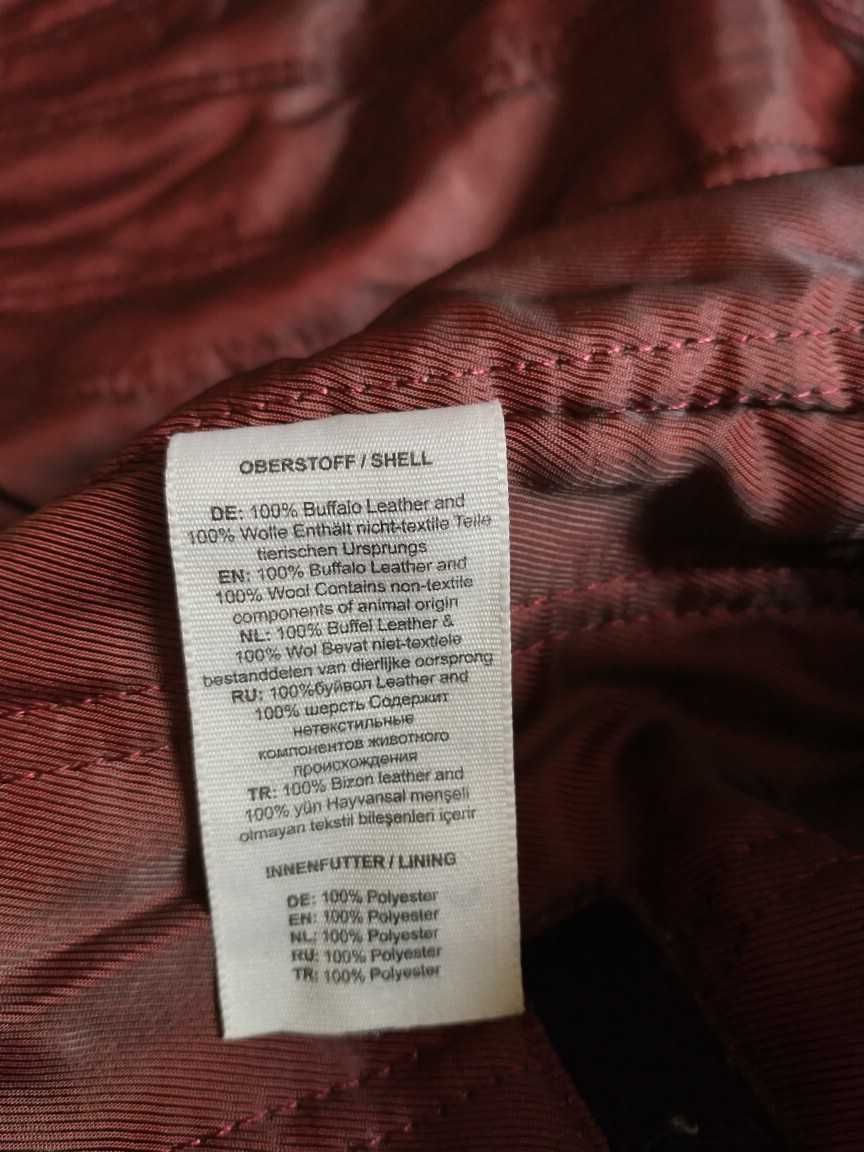 OBERSTOFF / SHELL
DE: 100% Buffalo Leather and
100% Wolle Enthält nicht-textile Teile
tierischen Ursprungs
EN: 100% Buffalo Leather and
100% Wool Contains non-textile
components of animal origin
NL: 100% Buffel Leather &
100% Wol Bevat niet-textiele
bestanddelen van dierlijke oorsprong
RU: 100%буйвол Leather and
100% шерсть Содержит
нетекстильные
компонентов животного
происхождения
TR: 100% Bizon leather and
100% yün Hayvansal menşeli
olmayan tekstil bileşenleri içerir
INNENFUTTER / LINING
DE: 100% Polyester
EN: 100% Polyester
NL: 100% Polyester
RU: 100% Polyester
TR: 100% Polyester